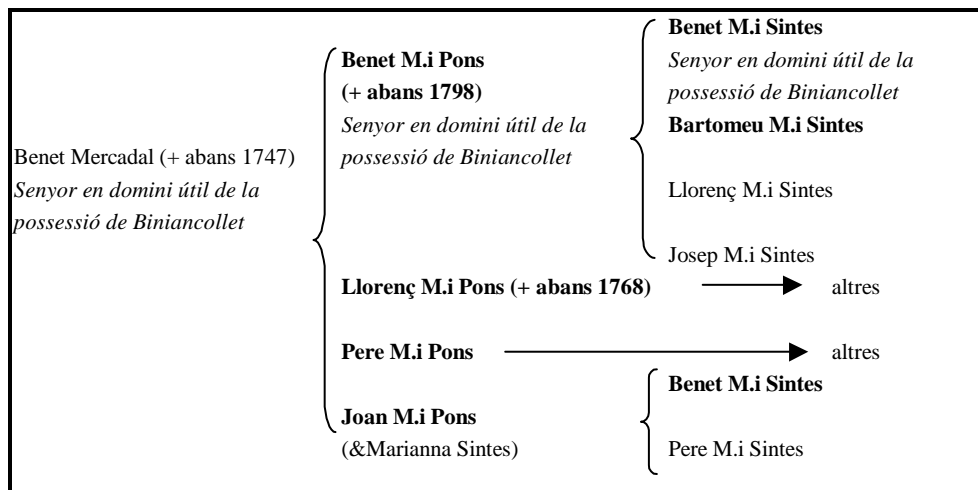 Benet Mercadal (+ abans 1747)
Senyor en domini útil de la
possessió de Biniancollet
Benet M.i Pons
(+ abans 1798)
Senyor en domini útil de la
possessió de Biniancollet
Benet M.i Sintes
Senyor en domini útil de la
possessió de Biniancollet
Bartomeu M.i Sintes
Llorenç M.i Sintes
Josep M.i Sintes
Llorenç M.i Pons (+ abans 1768)
altres
Pere M.i Pons
altres
Joan M.i Pons
(&Marianna Sintes)
Benet M.i Sintes
Pere M.i Sintes